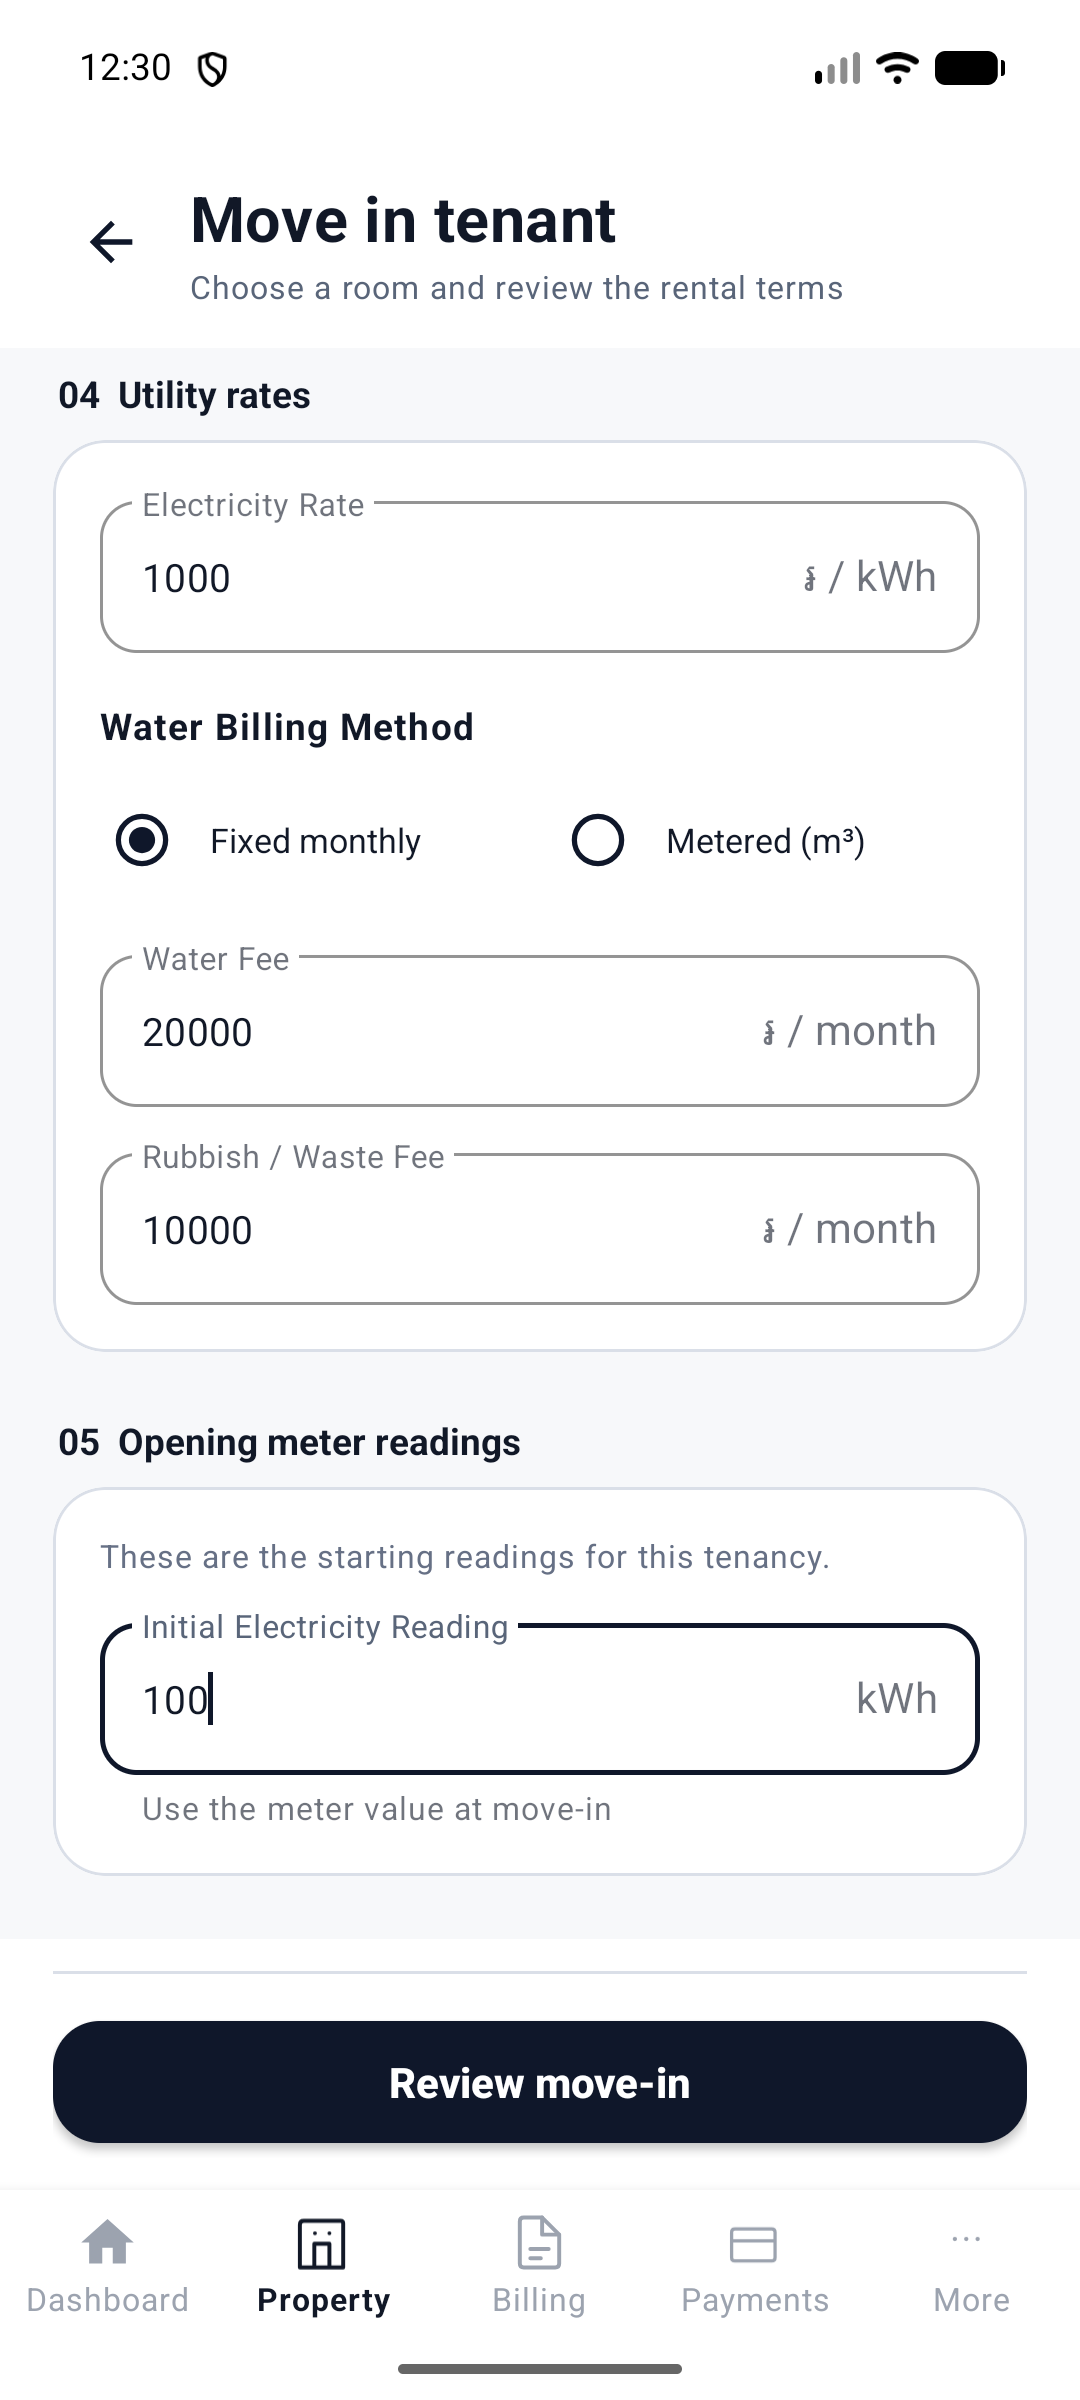 12:30
Move in tenant
Choose a room and review the rental terms
04 Utility rates
Electricity Rate
1000 ៛ / kWh
Water Billing Method
Fixed monthly Metered (m³)
Water Fee
20000 ៛ / month
Rubbish / Waste Fee
10000 ៛ / month
05 Opening meter readings
These are the starting readings for this tenancy.
Initial Electricity Reading
100 kWh
Use the meter value at move-in
Review move-in
Dashboard Property Billing Payments More